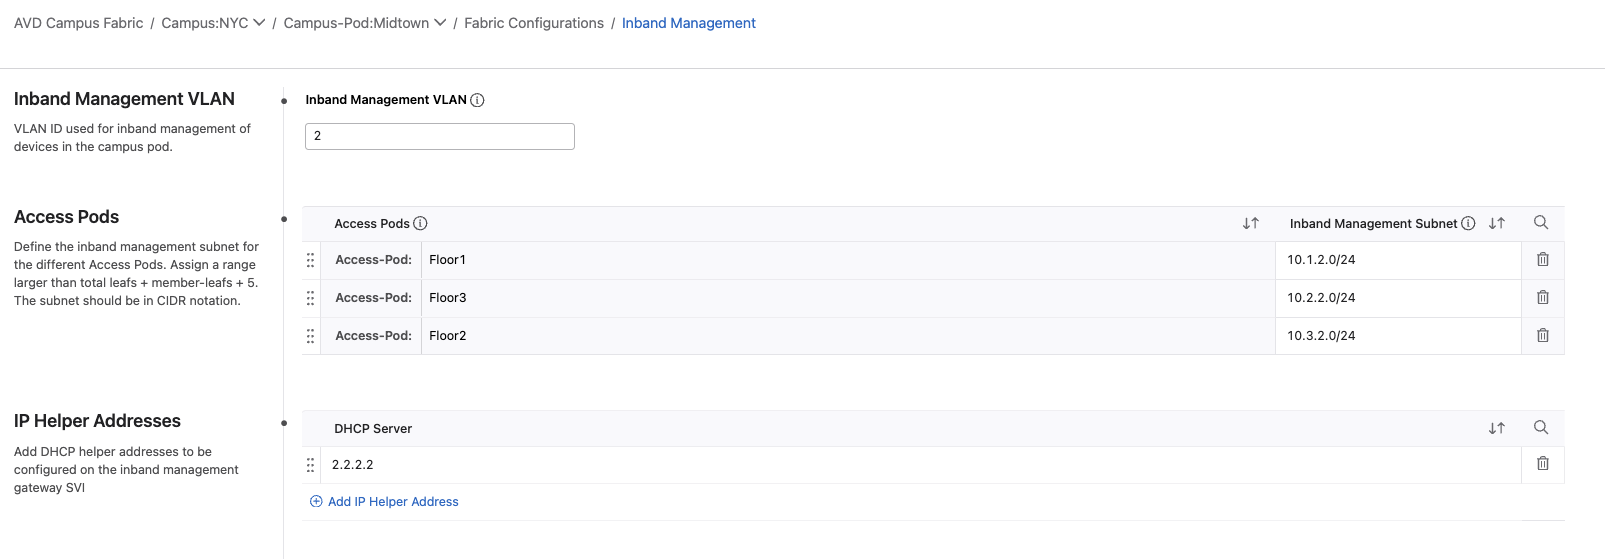 AVD Campus Fabric / Campus:NYC / Campus-Pod:Midtown / Fabric Configurations / Inband Management
Inband Management VLAN
VLAN ID used for inband management of
devices in the campus pod.
Inband Management VLAN
2
Access Pods
Define the inband management subnet for
the different Access Pods. Assign a range
larger than total leafs + member-leafs + 5.
The subnet should be in CIDR notation.
Access Pods Inband Management Subnet
Access-Pod: Floor1 10.1.2.0/24
Access-Pod: Floor3 10.2.2.0/24
Access-Pod: Floor2 10.3.2.0/24
IP Helper Addresses
Add DHCP helper addresses to be
configured on the inband management
gateway SVI
DHCP Server
2.2.2.2
Add IP Helper Address